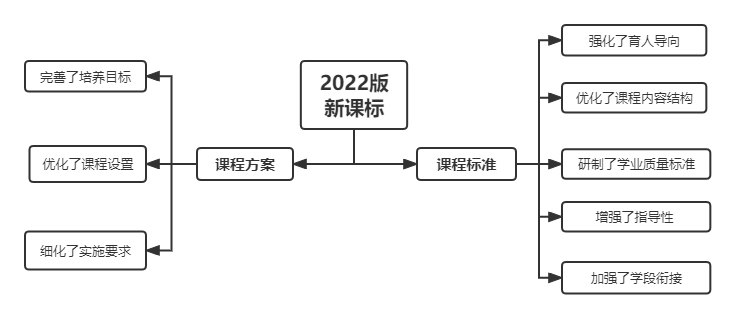 2022版
新课标
课程方案
完善了培养目标
优化了课程设置
细化了实施要求
课程标准
强化了育人导向
优化了课程内容结构
研制了学业质量标准
增强了指导性
加强了学段衔接